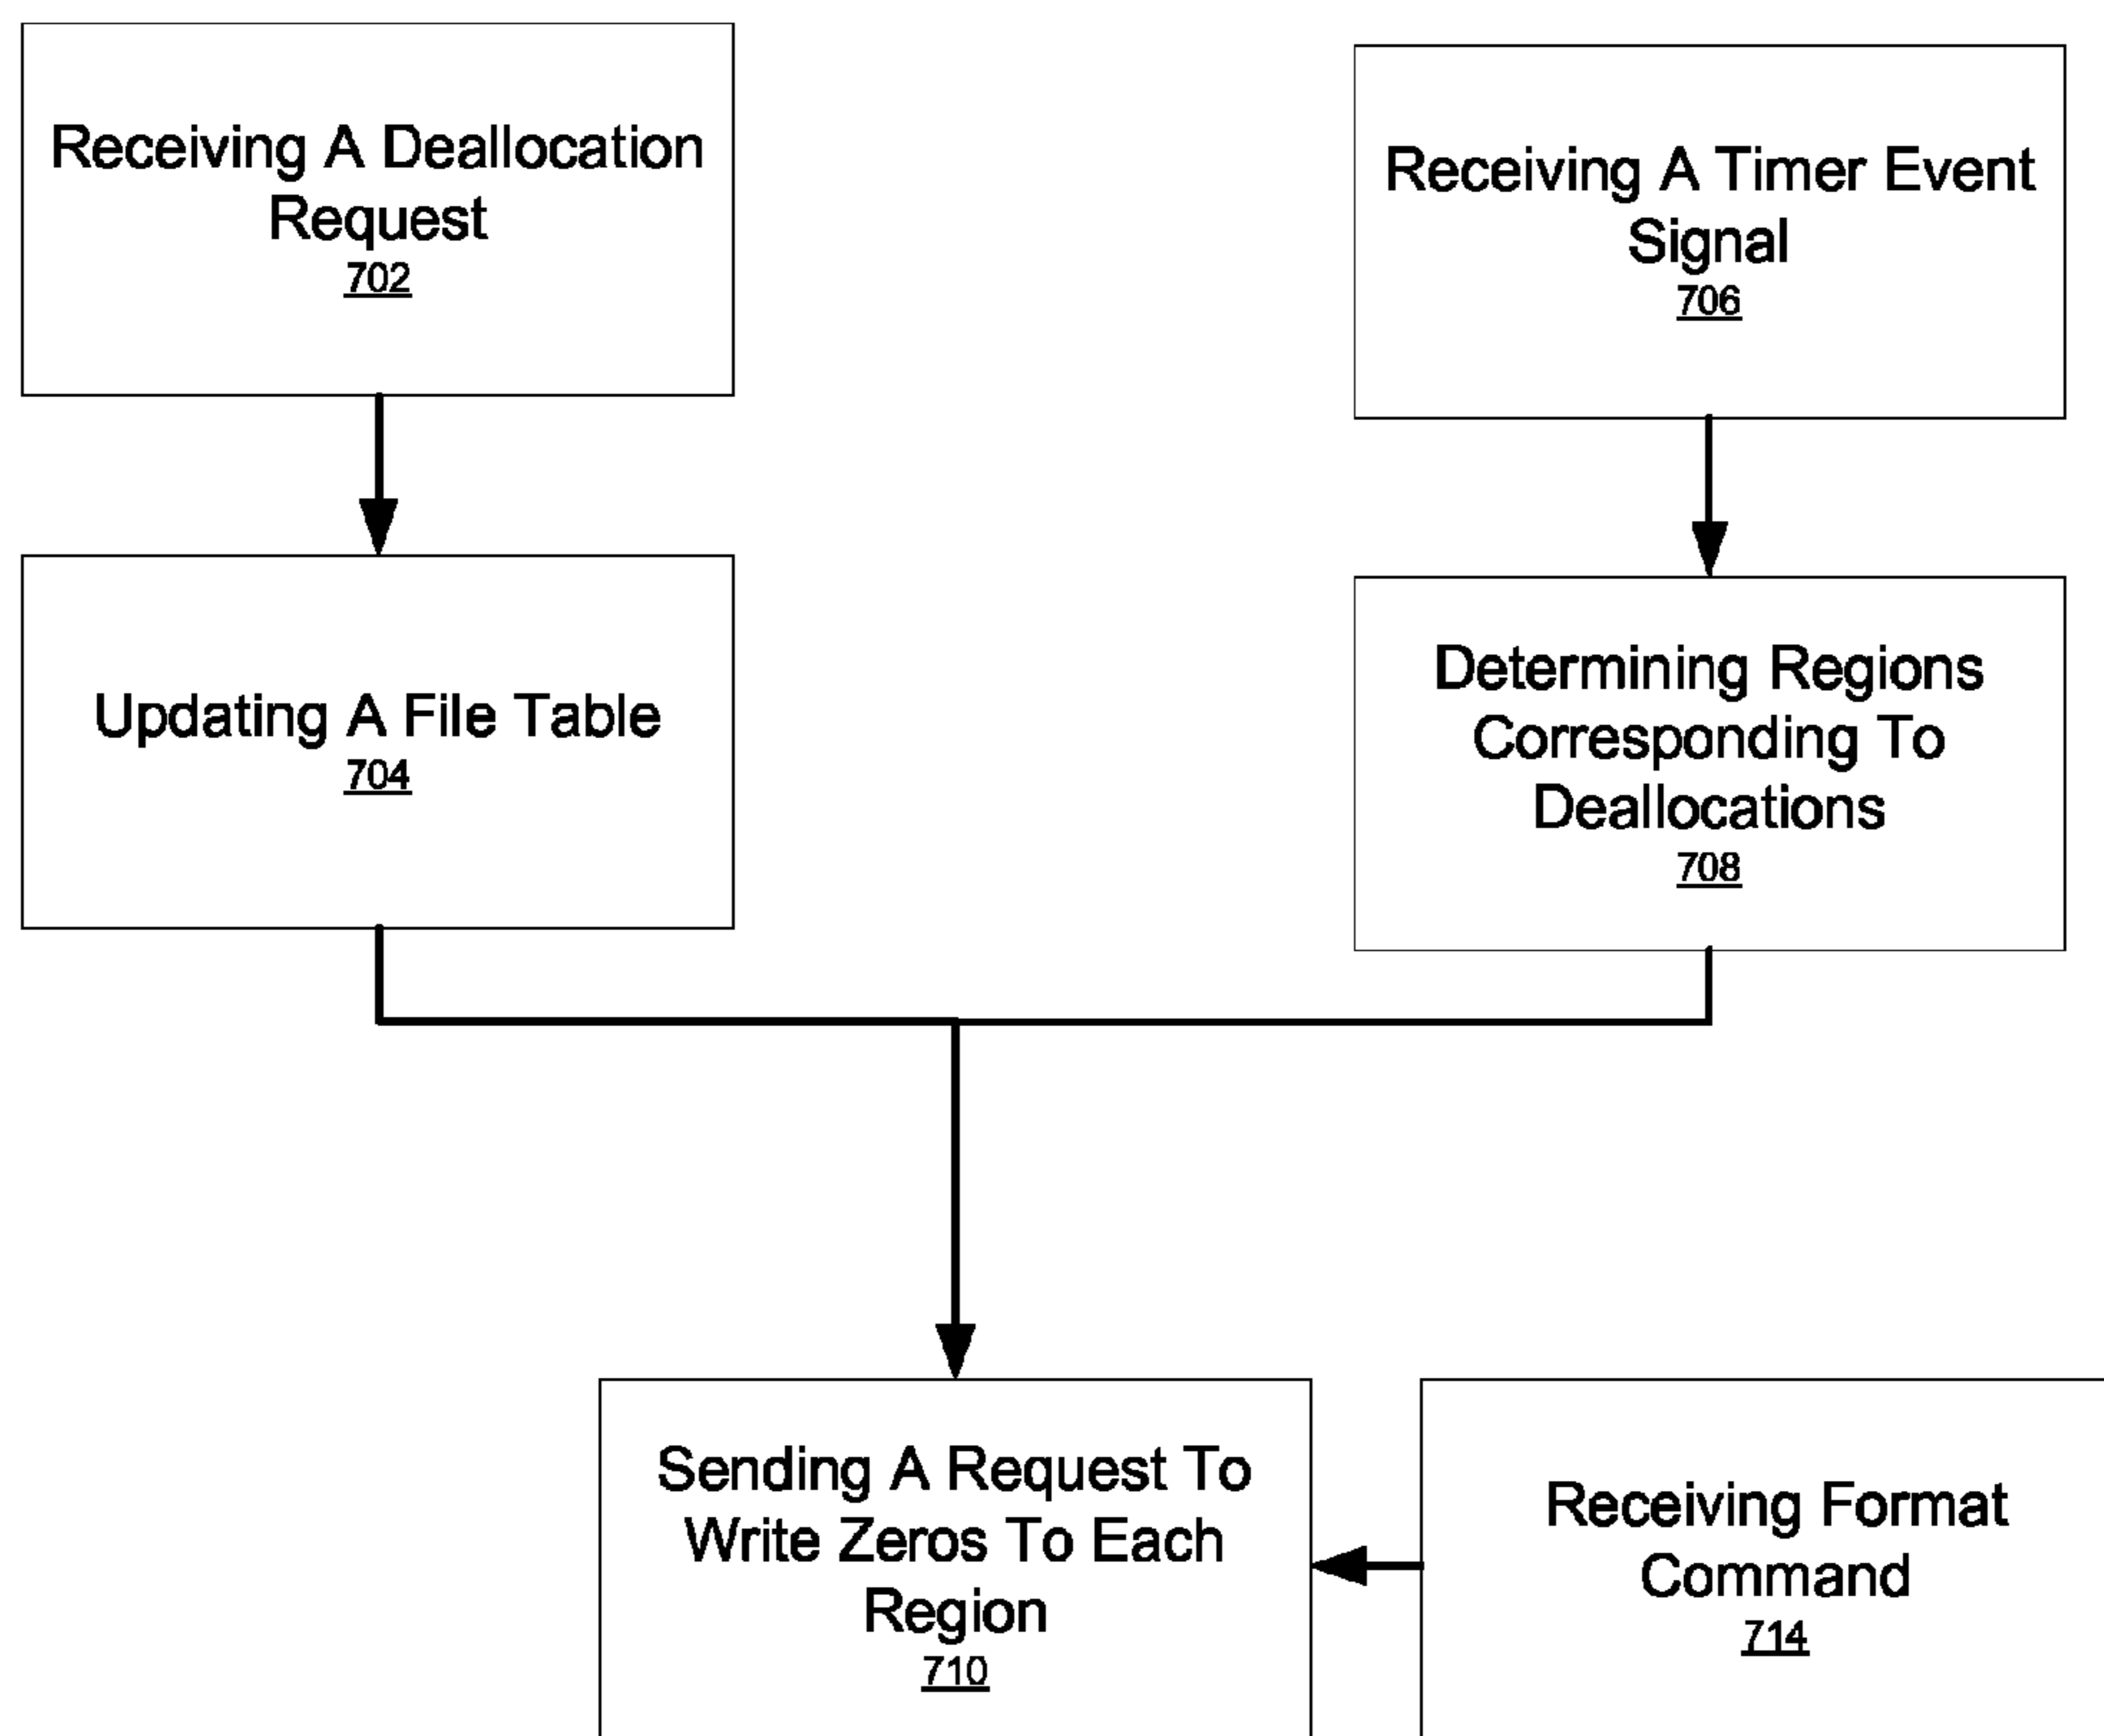 Receiving A Deallocation
Request
702
Receiving A Timer Event
Signal
706
Updating A File Table
704
Determining Regions
Corresponding To
Deallocations
708
Sending A Request To
Write Zeros To Each
Region
710
Receiving Format
Command
714